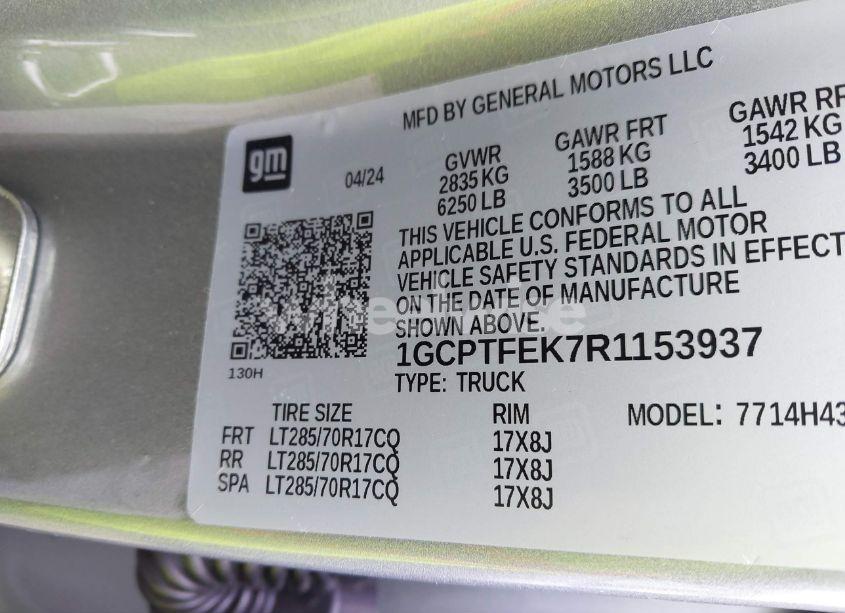 MFD BY GENERAL MOTORS LLC
gm
04/24
GVWR
2835 KG
6250 LB
GAWR FRT
1588 KG
3500 LB
GAWR RF
1542 KG
3400 LB
THIS VEHICLE CONFORMS TO ALL
APPLICABLE U.S. FEDERAL MOTOR
VEHICLE SAFETY STANDARDS IN EFFECT
ON THE DATE OF MANUFACTURE
SHOWN ABOVE.
1GCPTFEK7R1153937
130H
TYPE: TRUCK
TIRE SIZE RIM MODEL: 7714H43
FRT LT285/70R17CQ 17X8J
RR LT285/70R17CQ 17X8J
SPA LT285/70R17CQ 17X8J